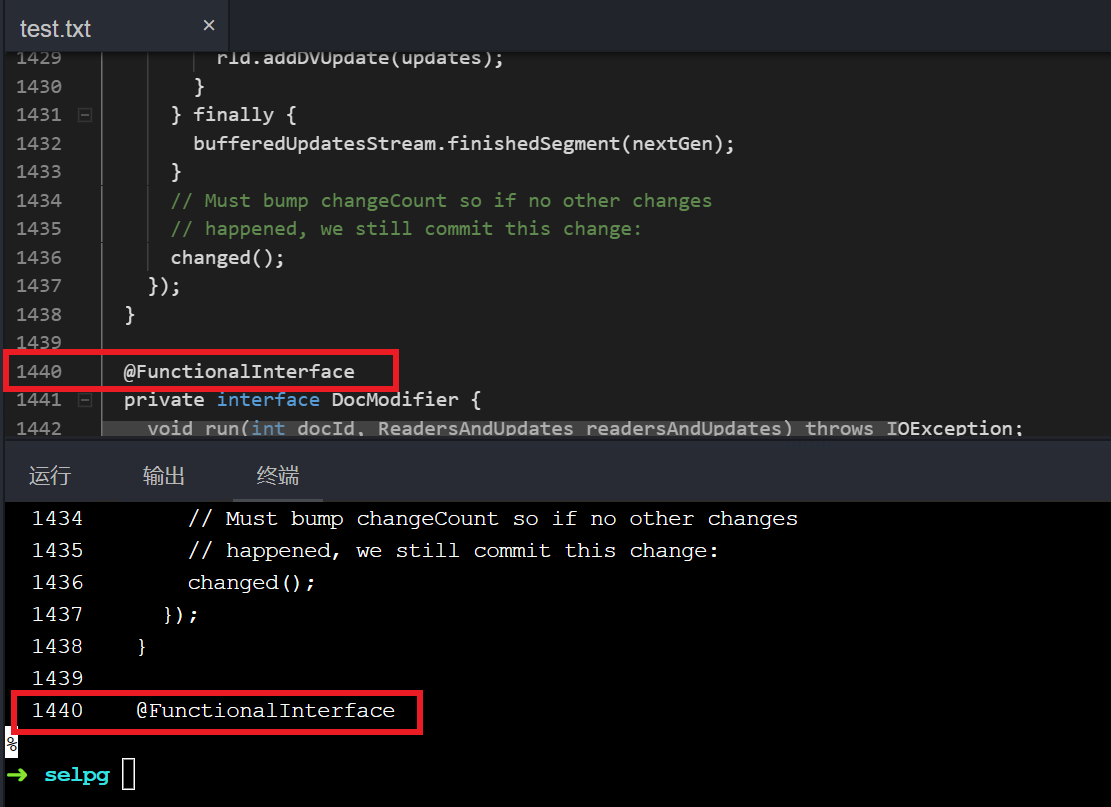 test.txt ×
1429 rld.addDVUpdate(updates);
1430 }
1431 } finally {
1432 bufferedUpdatesStream.finishedSegment(nextGen);
1433 }
1434 // Must bump changeCount so if no other changes
1435 // happened, we still commit this change:
1436 changed();
1437 });
1438 }
1439
1440 @FunctionalInterface
1441 private interface DocModifier {
1442 void run(int docId, ReadersAndUpdates readersAndUpdates) throws IOException;
运行 输出 终端
1434 // Must bump changeCount so if no other changes
1435 // happened, we still commit this change:
1436 changed();
1437 });
1438 }
1439
1440 @FunctionalInterface
%
➜ selpg